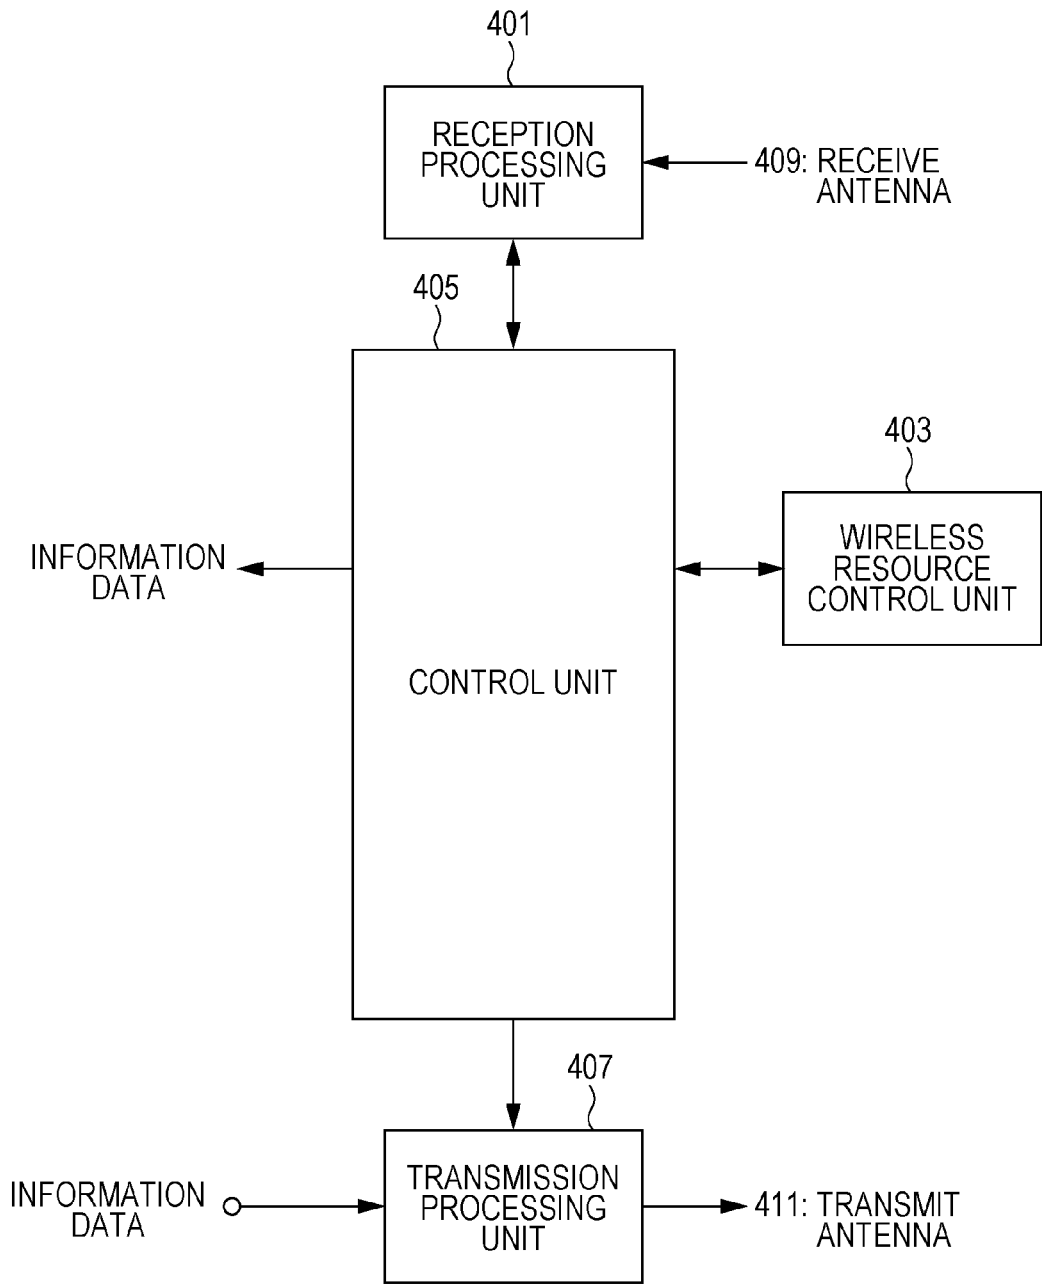 401
RECEPTION
PROCESSING
UNIT
409: RECEIVE
ANTENNA
405
403
WIRELESS
RESOURCE
CONTROL UNIT
INFORMATION
DATA
CONTROL UNIT
407
TRANSMISSION
PROCESSING
UNIT
INFORMATION
DATA
411: TRANSMIT
ANTENNA